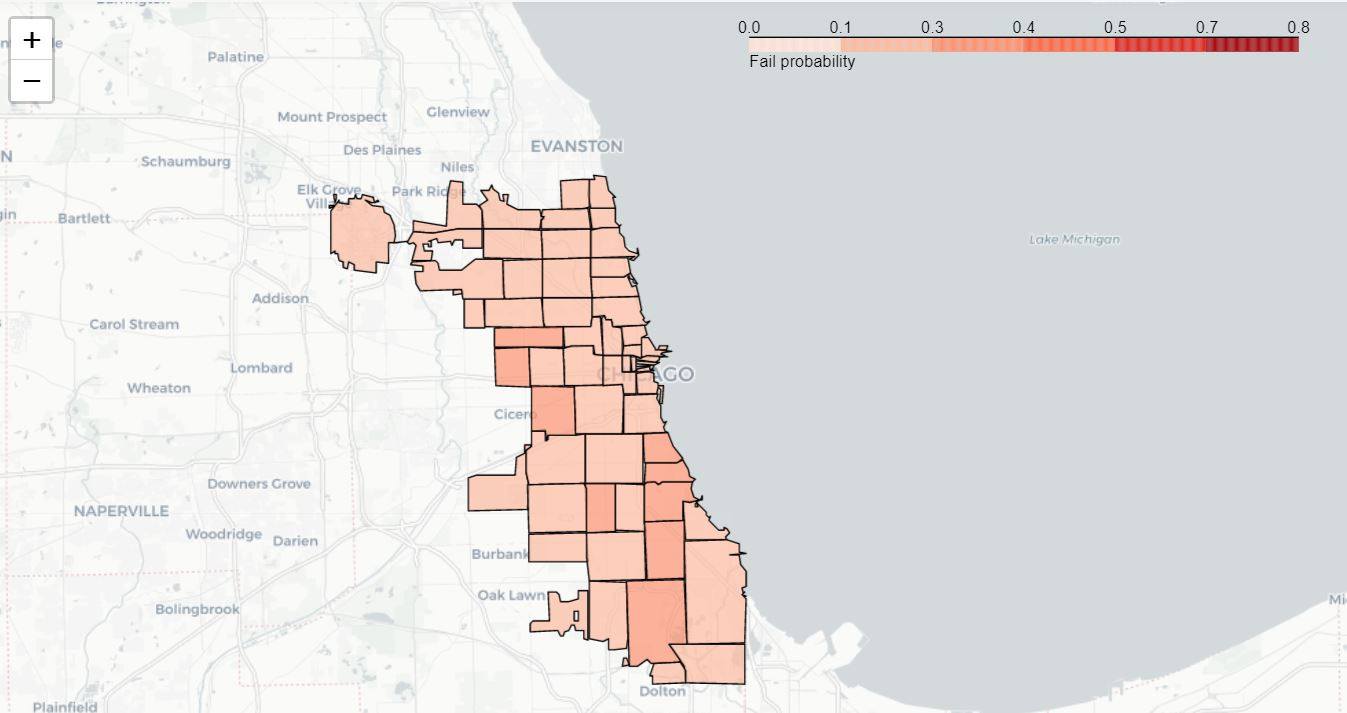 Barrington
+
−
Palatine
0.0 0.1 0.3 0.4 0.5 0.7 0.8
Fail probability
Glenview
Mount Prospect
EVANSTON
Des Plaines
Schaumburg
Niles
Elk Grove
Village
Park Ridge
Bartlett
Lake Michigan
Addison
Carol Stream
Lombard
CHICAGO
Wheaton
Cicero
Downers Grove
NAPERVILLE
Woodridge
Darien
Burbank
Oak Lawn
Mi
Bolingbrook
Dolton
Plainfield